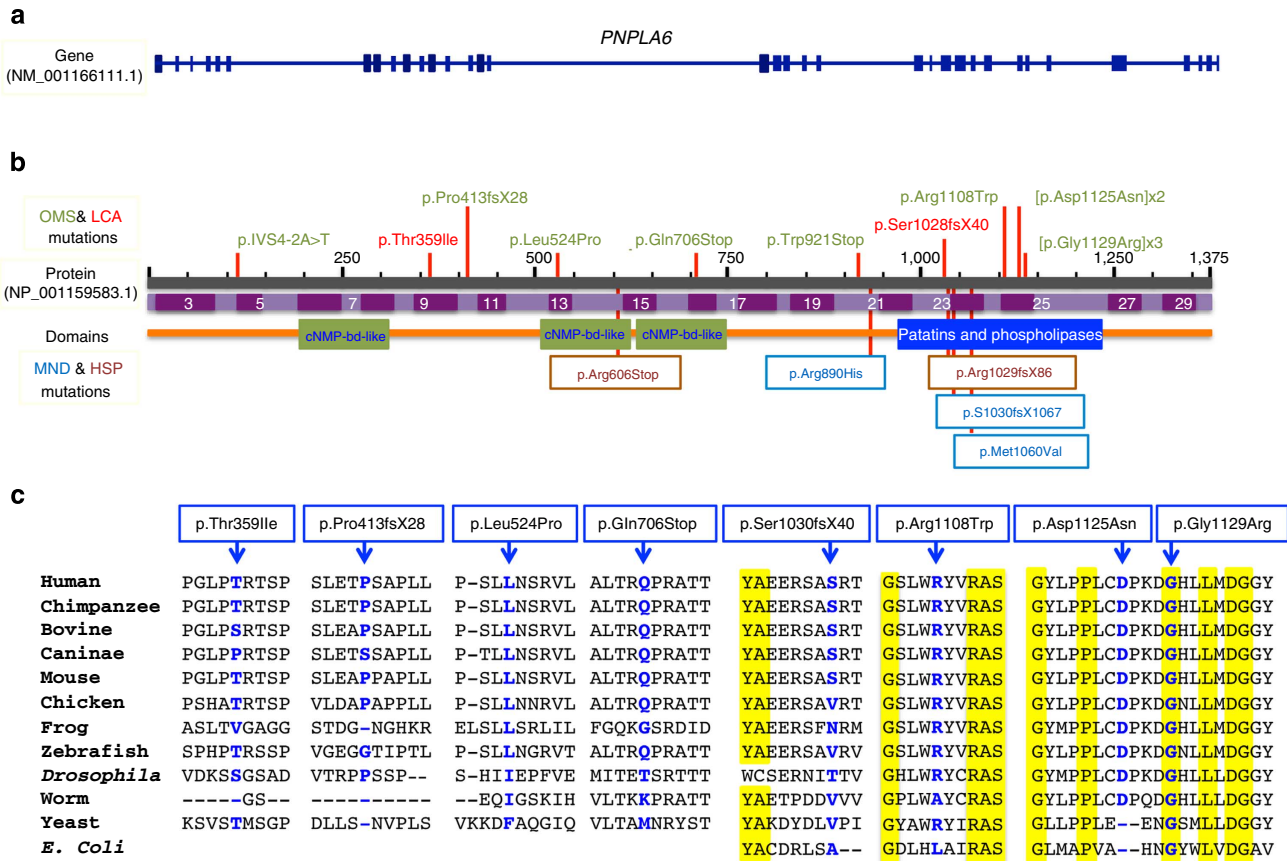 a
PNPLA6
Gene
(NM_001166111.1)
b
OMS& LCA
mutations
p.IVS4-2A>T
p.Thr359Ile
p.Pro413fsX28
p.Leu524Pro
p.Gln706Stop
p.Trp921Stop
p.Arg1108Trp
p.Ser1028fsX40
[p.Asp1125Asn]x2
[p.Gly1129Arg]x3
Protein
(NP_001159583.1)
250 500 750 1,000 1,250 1,375
3 5 7 9 11 13 15 17 19 21 23 25 27 29
Domains
cNMP-bd-like cNMP-bd-like cNMP-bd-like Patatins and phospholipases
MND & HSP
mutations
p.Arg606Stop p.Arg890His p.Arg1029fsX86
p.S1030fsX1067
p.Met1060Val
c
p.Thr359Ile p.Pro413fsX28 p.Leu524Pro p.Gln706Stop p.Ser1030fsX40 p.Arg1108Trp p.Asp1125Asn p.Gly1129Arg
Human PGLPTRTSP SLETPSAPLL P-SLLNSRVL ALTRQPRATT YAEERSASRT GSLWRYVRAS GYLPPLCDPKDGHLLMDGGY
Chimpanzee PGLPTRTSP SLETPSAPLL P-SLLNSRVL ALTRQPRATT YAEERSASRT GSLWRYVRAS GYLPPLCDPKDGHLLMDGGY
Bovine PGLPSRTSP SLEAPSAPLL P-SLLNSRVL ALTRQPRATT YAEERSASRT GSLWRYVRAS GYLPPLCDPKDGHLLMDGGY
Caninae PGLPPRTSP SLETSSAPLL P-TLLNSRVL ALTRQPRATT YAEERSASRT GSLWRYVRAS GYLPPLCDPKDGHLLMDGGY
Mouse PGLPTRTSP SLEAPPAPLL P-SLLNSRVL ALTRQPRATT YAEERSASRT GSLWRYVRAS GYLPPLCDPKDGHLLMDGGY
Chicken PSHATRTSP VLDAPAPPLL P-SLLNSRVL ALTRQPRATT YAEERSAVRT GSLWRYVRAS GYLPPLCDPKDGNLLMDGGY
Frog ASLTVGAGG STDG-NGHKR ELSLLSRLIL FGQKGSRDID YAEERSFNRM GSLWRYVRAS GYLPPLCDPKDGHLLMDGGY
Zebrafish SPHPTRSSP VGEGGTIPTL P-SLLNGRVT ALTRQPRATT YAEERSAVRV GSLWRYVRAS GYLPPLCDPKDGNLLMDGGY
Drosophila VDKSSGSAD VTRPPSSP-- S-HIIEPFVE MITETSRTTT WCSERNITTV GHLWRYCRAS GYMPPLCDPKDGHLLLDGGY
Worm -----–GS-- ---------- --EQIGSKIH VLTKKPRATT YAETPDDVVV GPLWAYCRAS GYLPPLCDPQDGHLLLDGGY
Yeast KSVSTMSGP DLLS-NVPLS VKKDFAQGIQ VLTAMNRYST YAKDYDLVPI GYAWRYIRAS GLLPPLE--ENGSMLLDGGY
E. Coli YACDRLSA-- GDLHLAIRAS GLMAPVA--HNGYWLVDGAV